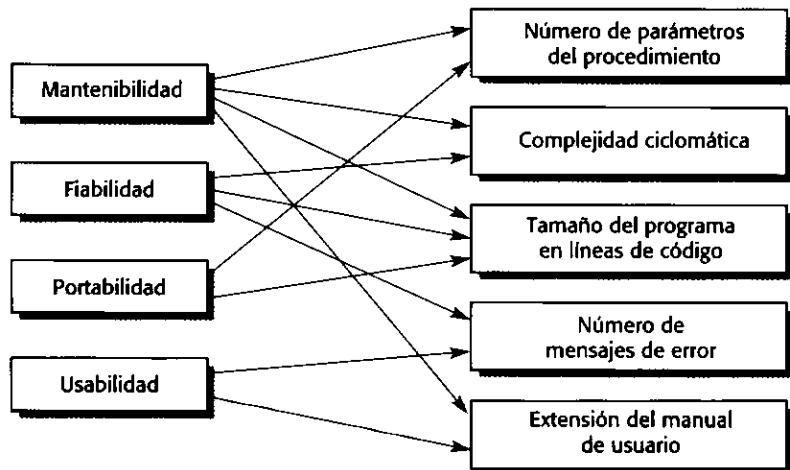 Mantenibilidad
Fiabilidad
Portabilidad
Usabilidad
Número de parámetros
del procedimiento
Complejidad ciclomática
Tamaño del programa
en líneas de código
Número de
mensajes de error
Extensión del manual
de usuario